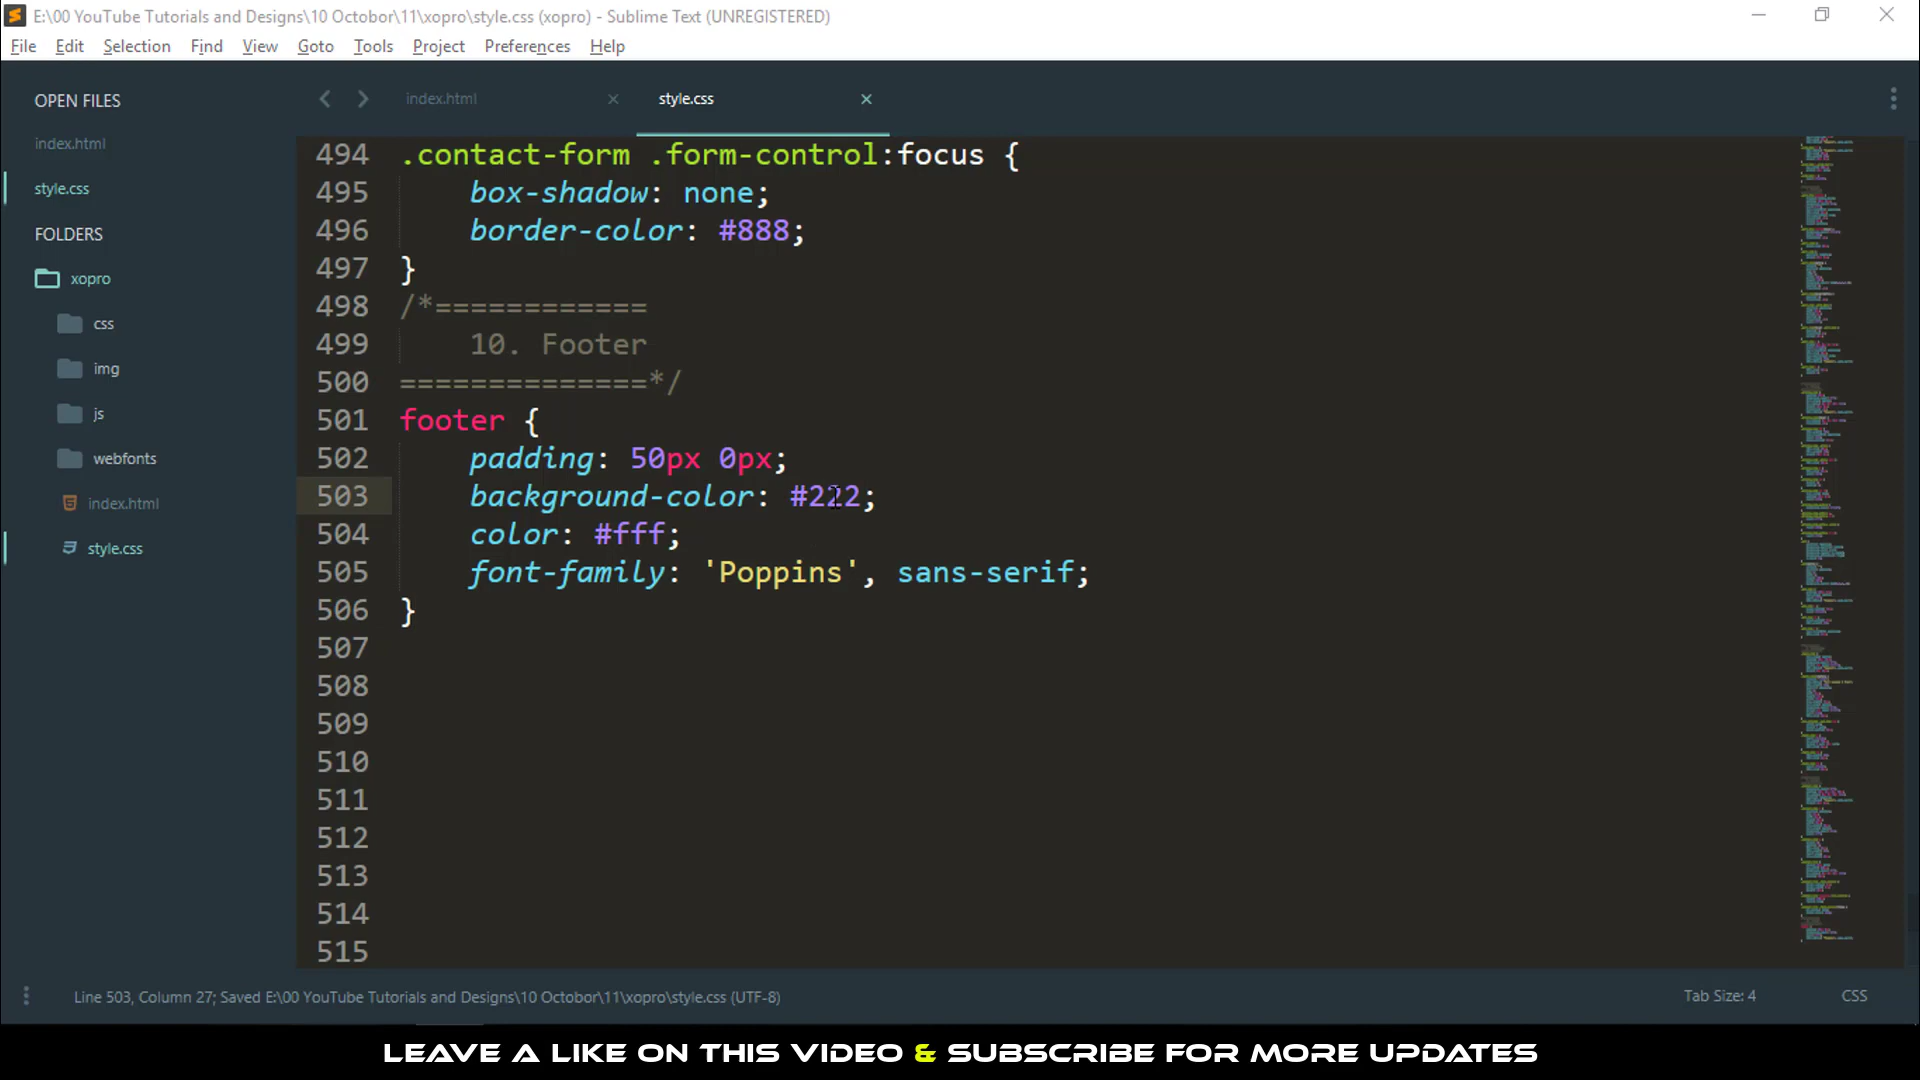 E:\00 YouTube Tutorials and Designs\10 Octobor\11\xopro\style.css (xopro) - Sublime Text (UNREGISTERED)
File Edit Selection Find View Goto Tools Project Preferences Help
OPEN FILES
index.html
style.css
FOLDERS
xopro
css
img
js
webfonts
index.html
style.css
index.html × style.css ×
494 .contact-form .form-control:focus {
495     box-shadow: none;
496     border-color: #888;
497 }
498 /*============
499     10. Footer
500 ==============*/
501 footer {
502     padding: 50px 0px;
503     background-color: #222;
504     color: #fff;
505     font-family: 'Poppins', sans-serif;
506 }
507
508
509
510
511
512
513
514
515
Line 503, Column 27; Saved E:\00 YouTube Tutorials and Designs\10 Octobor\11\xopro\style.css (UTF-8) Tab Size: 4 CSS
LEAVE A LIKE ON THIS VIDEO & SUBSCRIBE FOR MORE UPDATES